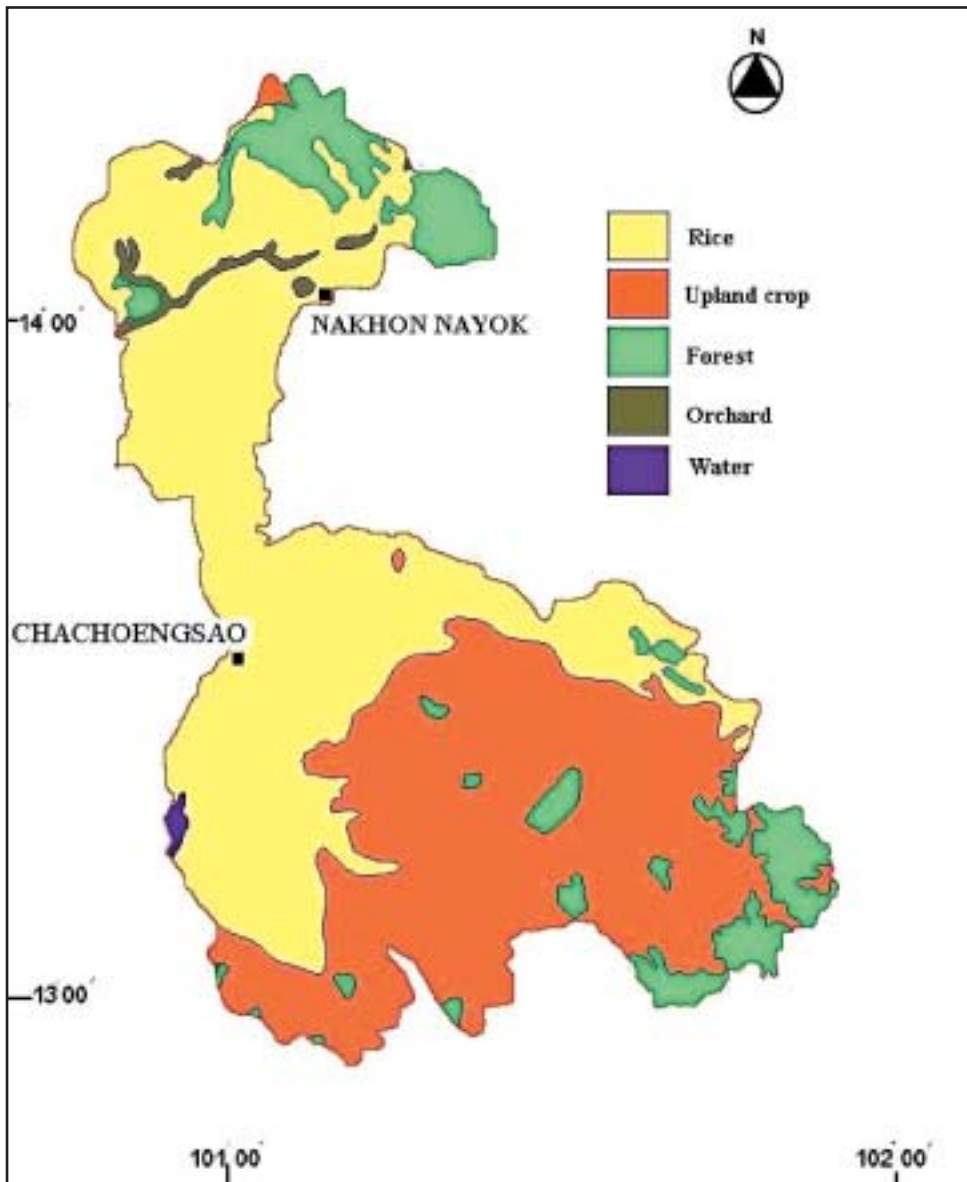 N
Rice
Upland crop
Forest
Orchard
Water
14°00′
NAKHON NAYOK
CHACHOENGSAO
13°00′
101°00′
102°00′